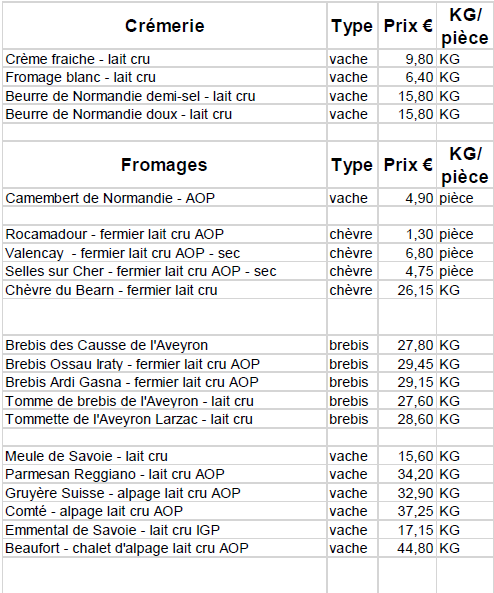 Crémerie Type Prix € KG/ pièce
Crème fraiche - lait cru vache 9,80 KG
Fromage blanc - lait cru vache 6,40 KG
Beurre de Normandie demi-sel - lait cru vache 15,80 KG
Beurre de Normandie doux - lait cru vache 15,80 KG
Fromages Type Prix € KG/ pièce
Camembert de Normandie - AOP vache 4,90 pièce
Rocamadour - fermier lait cru AOP chèvre 1,30 pièce
Valencay - fermier lait cru AOP - sec chèvre 6,80 pièce
Selles sur Cher - fermier lait cru AOP - sec chèvre 4,75 pièce
Chèvre du Bearn - fermier lait cru chèvre 26,15 KG
Brebis des Causse de l'Aveyron brebis 27,80 KG
Brebis Ossau Iraty - fermier lait cru AOP brebis 29,45 KG
Brebis Ardi Gasna - fermier lait cru AOP brebis 29,15 KG
Tomme de brebis de l'Aveyron - lait cru brebis 27,60 KG
Tommette de l'Aveyron Larzac - lait cru brebis 28,60 KG
Meule de Savoie - lait cru vache 15,60 KG
Parmesan Reggiano - lait cru AOP vache 34,20 KG
Gruyère Suisse - alpage lait cru AOP vache 32,90 KG
Comté - alpage lait cru AOP vache 37,25 KG
Emmental de Savoie - lait cru IGP vache 17,15 KG
Beaufort - chalet d'alpage lait cru AOP vache 44,80 KG